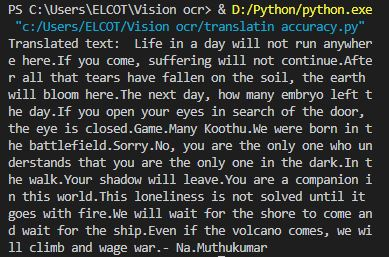 PS C:\Users\ELCOT\Vision ocr> & D:/Python/python.exe
 "c:/Users/ELCOT/Vision ocr/translatin accuracy.py"
Translated text:  Life in a day will not run anywher
e here.If you come, suffering will not continue.Afte
r all that tears have fallen on the soil, the earth
will bloom here.The next day, how many embryo left t
he day.If you open your eyes in search of the door,
the eye is closed.Game.Many Koothu.We were born in t
he battlefield.Sorry.No, you are the only one who un
derstands that you are the only one in the dark.In t
he walk.Your shadow will leave.You are a companion i
n this world.This loneliness is not solved until it
goes with fire.We will wait for the shore to come an
d wait for the ship.Even if the volcano comes, we wi
ll climb and wage war.- Na.Muthukumar